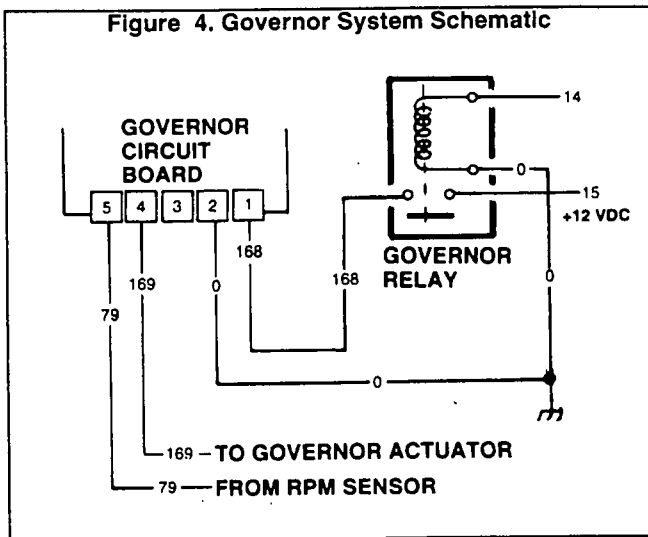 Figure 4. Governor System Schematic
14
GOVERNOR
CIRCUIT
BOARD
0
5 4 3 2 1
15
+12 VDC
168
GOVERNOR
RELAY
168
169
0
0
79
0
169 TO GOVERNOR ACTUATOR
79 FROM RPM SENSOR